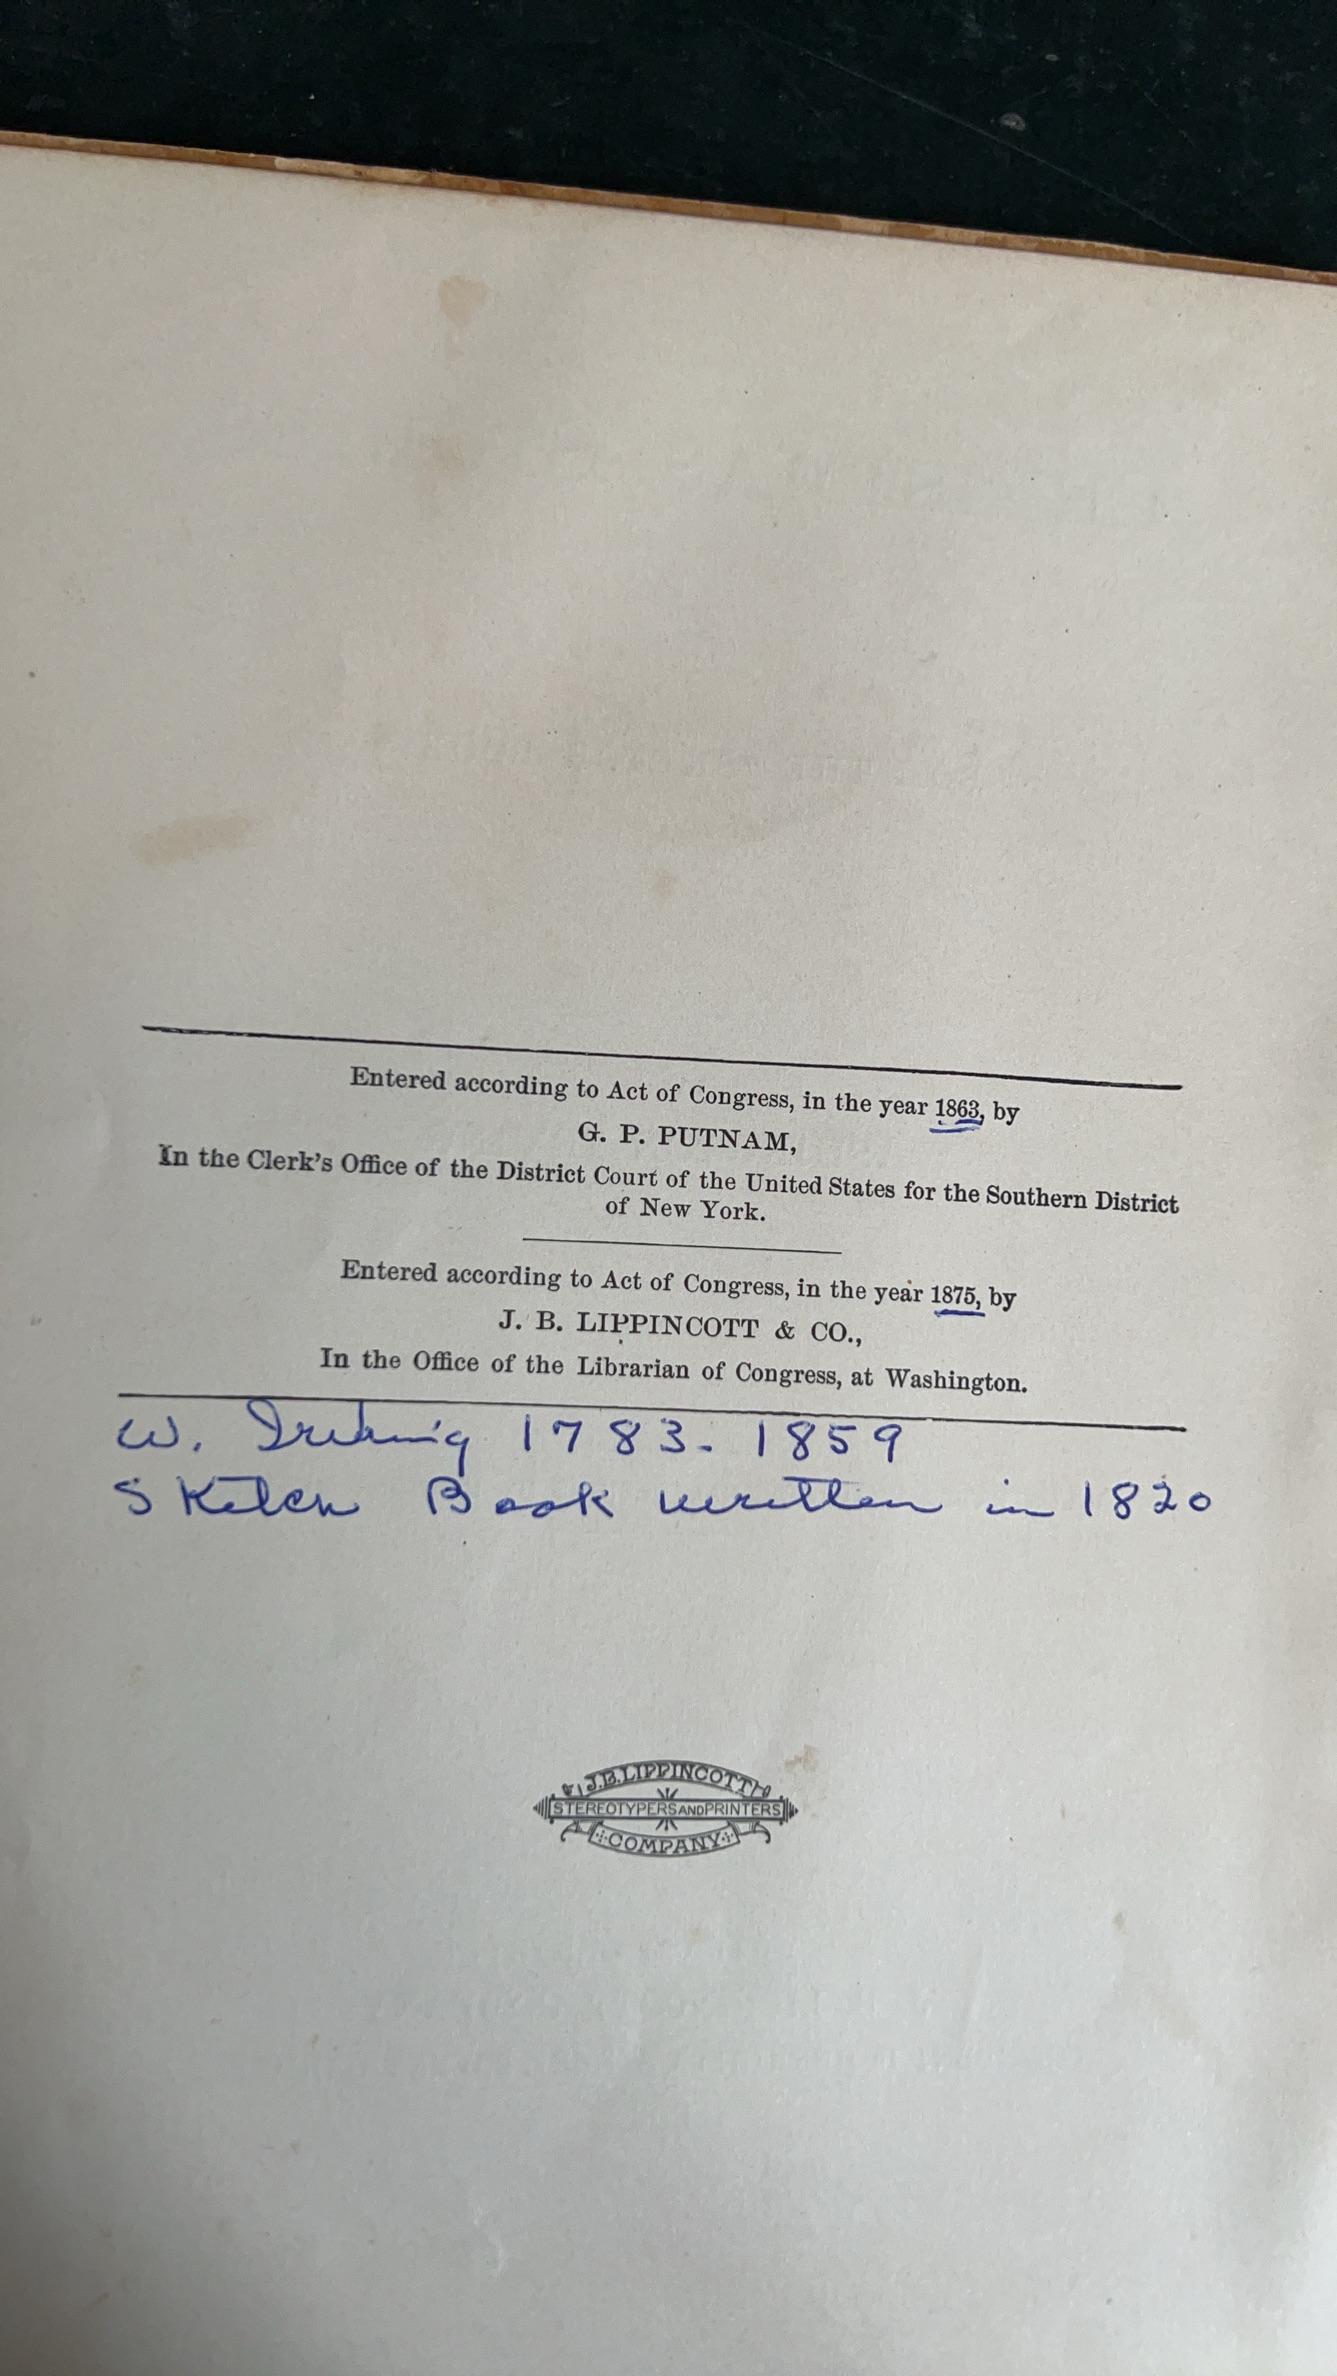 Entered according to Act of Congress, in the year 1863, by
G. P. PUTNAM,
In the Clerk's Office of the District Court of the United States for the Southern District
of New York.
Entered according to Act of Congress, in the year 1875, by
J. B. LIPPINCOTT & CO.,
In the Office of the Librarian of Congress, at Washington.
W. Irving 1783. 1859
Sketch Book written in 1820
J.B. LIPPINCOTT
STEREOTYPERS AND PRINTERS
COMPANY